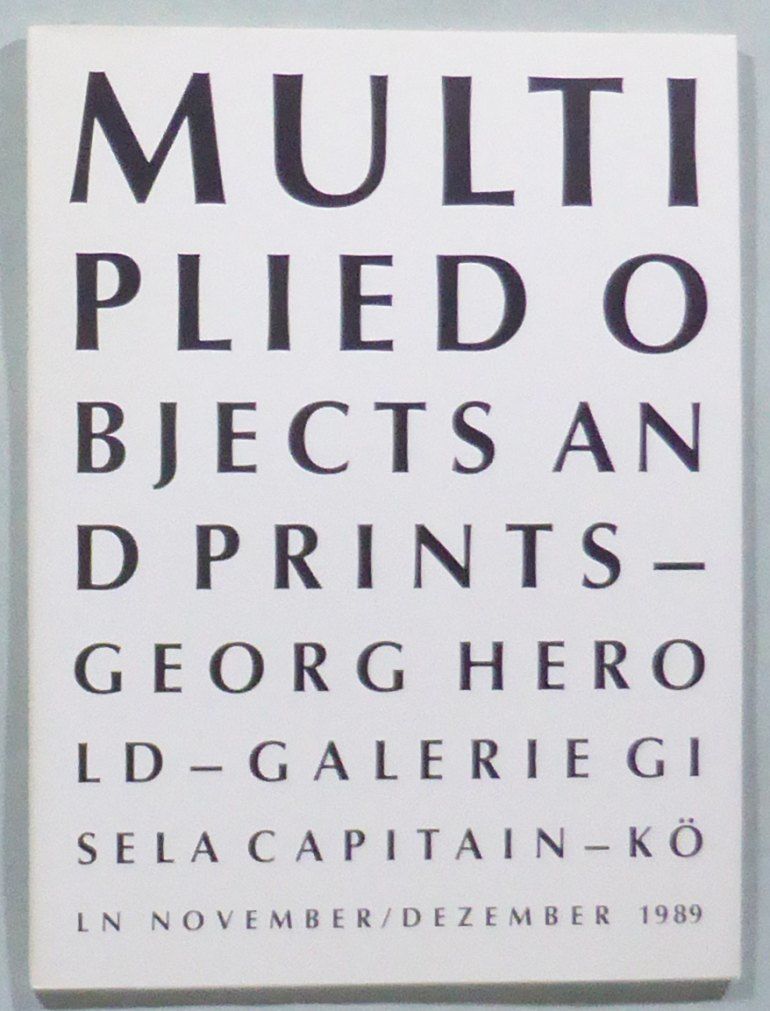 MULTI
PLIED O
BJECTS AN
D PRINTS–
GEORG HERO
LD–GALERIE GI
SELA CAPITAIN–KÖ
LN NOVEMBER/DEZEMBER 1989